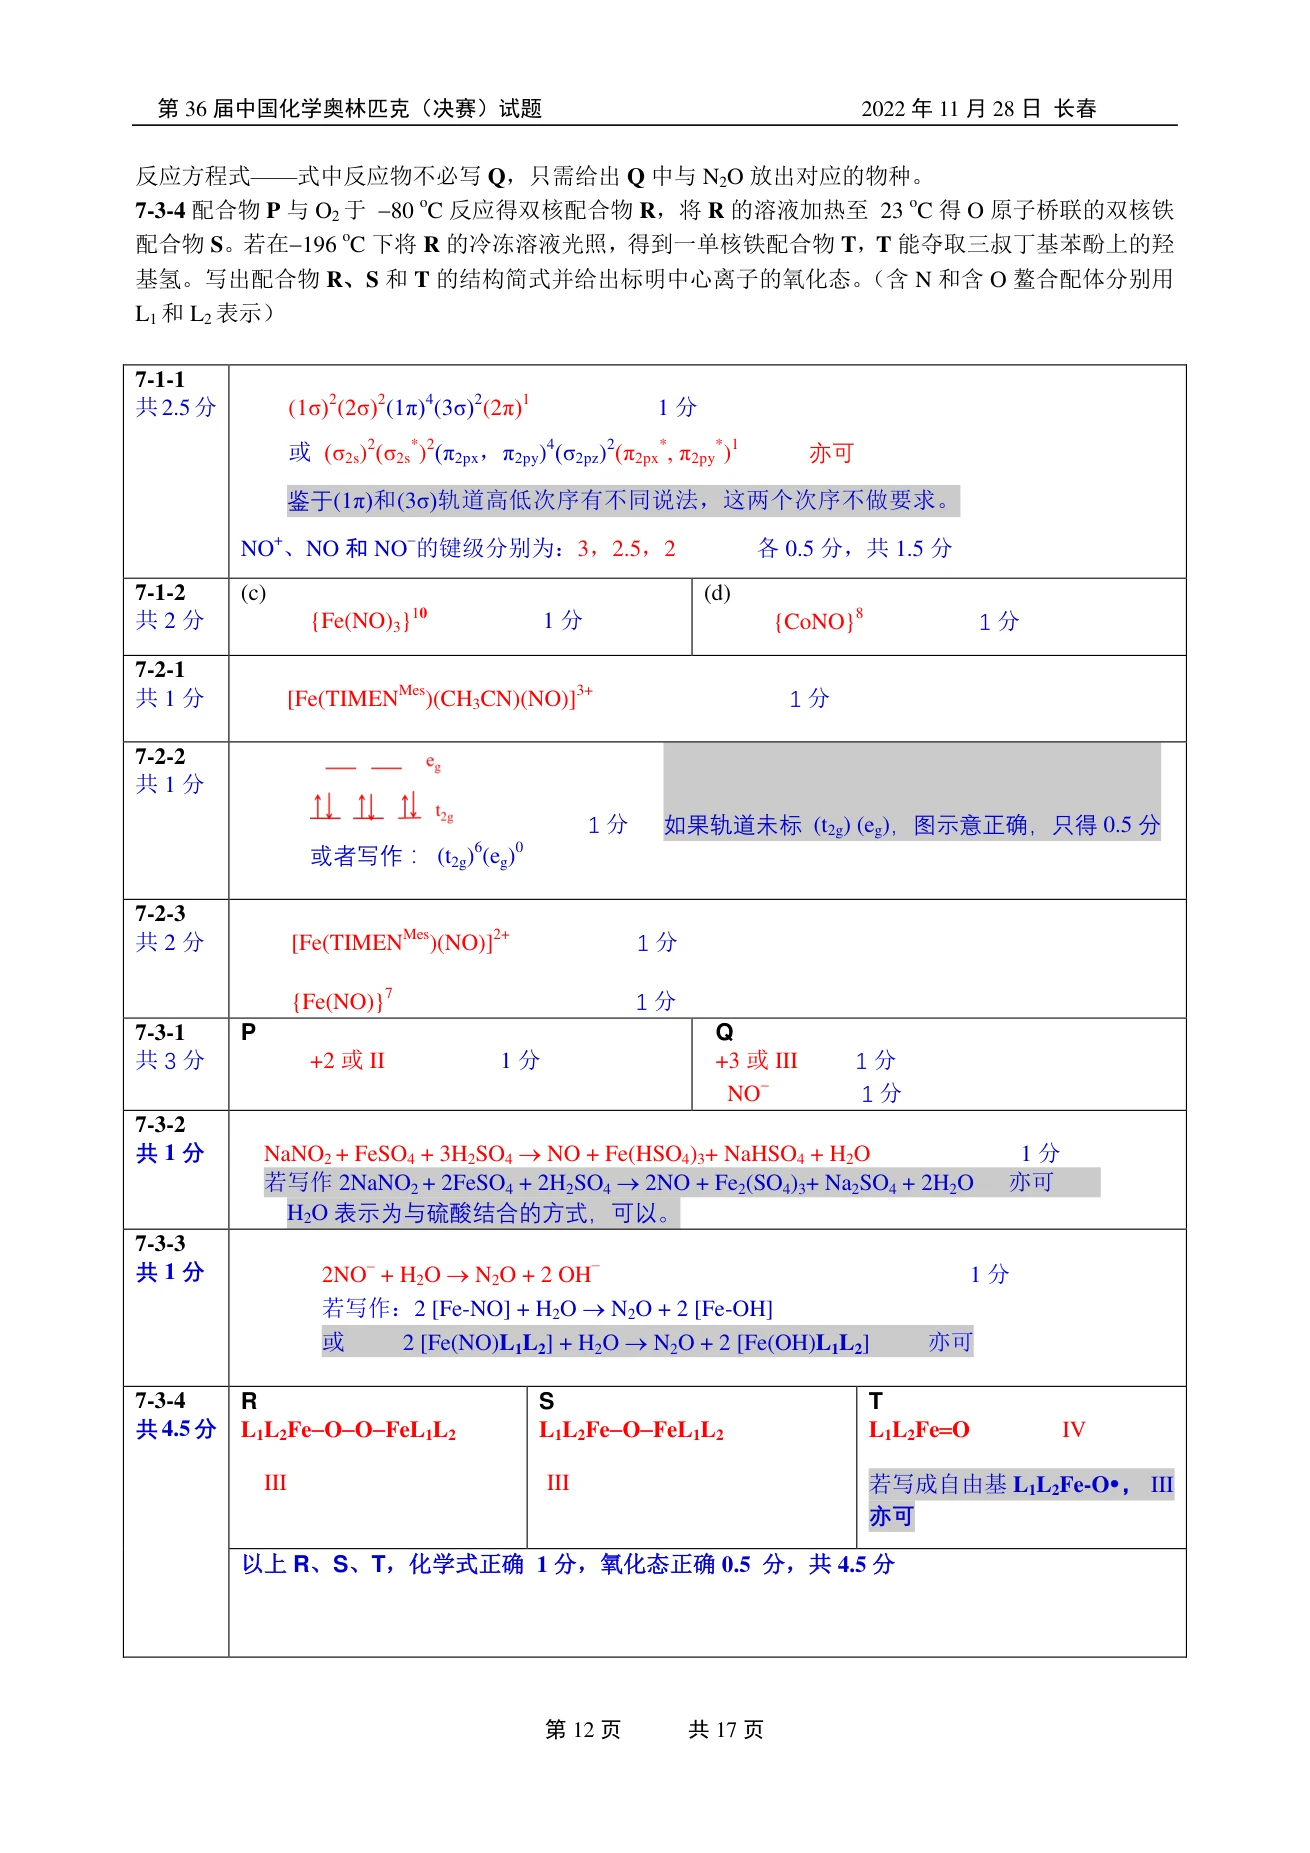 第 36 届中国化学奥林匹克（决赛）试题 2022 年 11 月 28 日 长春
反应方程式——式中反应物不必写 Q，只需给出 Q 中与 N₂O 放出对应的物种。
7-3-4 配合物 P 与 O₂ 于 –80 ºC 反应得双核配合物 R，将 R 的溶液加热至 23 ºC 得 O 原子桥联的双核铁
配合物 S。若在–196 ºC 下将 R 的冷冻溶液光照，得到一单核铁配合物 T，T 能夺取三叔丁基苯酚上的羟
基氢。写出配合物 R、S 和 T 的结构简式并给出标明中心离子的氧化态。（含 N 和含 O 鳌合配体分别用
L₁ 和 L₂ 表示）
7-1-1
共 2.5 分
(1σ)²(2σ)²(1π)⁴(3σ)²(2π)¹ 1 分
或 (σ₂s)²(σ₂s*)²(π₂px，π₂py)⁴(σ₂pz)²(π₂px*, π₂py*)¹ 亦可
鉴于(1π)和(3σ)轨道高低次序有不同说法，这两个次序不做要求。
NO⁺、NO 和 NO⁻的键级分别为：3，2.5，2 各 0.5 分，共 1.5 分
7-1-2
共 2 分
(c)
{Fe(NO)₃}¹⁰ 1 分
(d)
{CoNO}⁸ 1 分
7-2-1
共 1 分
[Fe(TIMENᴹᵉˢ)(CH₃CN)(NO)]³⁺ 1 分
7-2-2
共 1 分
eg
t₂g
1 分 如果轨道未标 (t₂g) (eg)，图示意正确，只得 0.5 分
或者写作： (t₂g)⁶(eg)⁰
7-2-3
共 2 分
[Fe(TIMENᴹᵉˢ)(NO)]²⁺ 1 分
{Fe(NO)}⁷ 1 分
7-3-1
共 3 分
P
+2 或 II 1 分
Q
+3 或 III 1 分
NO⁻ 1 分
7-3-2
共 1 分
NaNO₂ + FeSO₄ + 3H₂SO₄ → NO + Fe(HSO₄)₃+ NaHSO₄ + H₂O 1 分
若写作 2NaNO₂ + 2FeSO₄ + 2H₂SO₄ → 2NO + Fe₂(SO₄)₃+ Na₂SO₄ + 2H₂O 亦可
H₂O 表示为与硫酸结合的方式，可以。
7-3-3
共 1 分
2NO⁻ + H₂O → N₂O + 2 OH⁻ 1 分
若写作：2 [Fe-NO] + H₂O → N₂O + 2 [Fe-OH]
或 2 [Fe(NO)L₁L₂] + H₂O → N₂O + 2 [Fe(OH)L₁L₂] 亦可
7-3-4
共 4.5 分
R
L₁L₂Fe–O–O–FeL₁L₂
III
S
L₁L₂Fe–O–FeL₁L₂
III
T
L₁L₂Fe=O IV
若写成自由基 L₁L₂Fe-O•， III
亦可
以上 R、S、T，化学式正确 1 分，氧化态正确 0.5 分，共 4.5 分
第 12 页 共 17 页